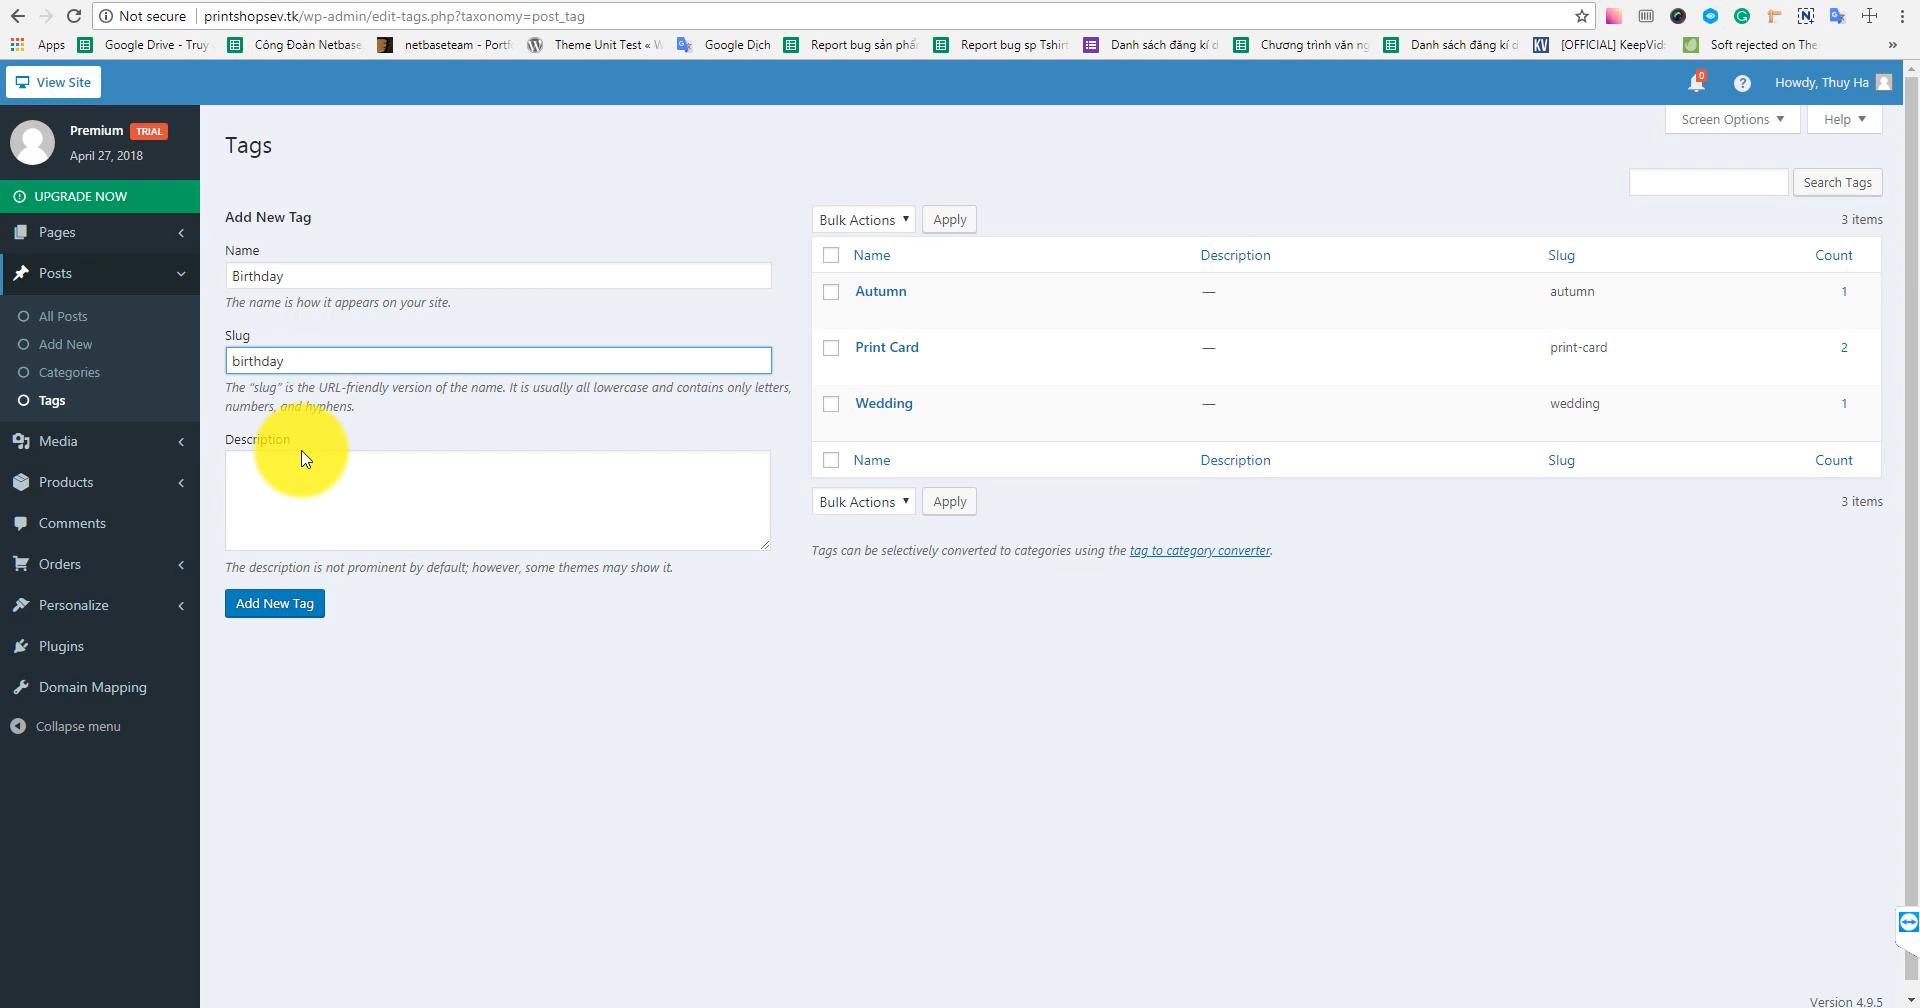 Not secure printshopsev.tk/wp-admin/edit-tags.php?taxonomy=post_tag
Apps Google Drive - Truy Công Đoàn Netbase netbaseteam - Portf Theme Unit Test « W Google Dịch Report bug sản phẩ Report bug sp Tshirt Danh sách đăng kí d Chương trình văn ng Danh sách đăng kí d KV [OFFICIAL] KeepVid: Soft rejected on The »
View Site
0
? Howdy, Thuy Ha
Premium TRIAL
April 27, 2018
UPGRADE NOW
Pages
Posts
All Posts
Add New
Categories
Tags
Media
Products
Comments
Orders
Personalize
Plugins
Domain Mapping
Collapse menu
Screen Options Help
Tags
Search Tags
Add New Tag
Name
Birthday
The name is how it appears on your site.
Slug
birthday
The “slug” is the URL-friendly version of the name. It is usually all lowercase and contains only letters,
numbers, and hyphens.
Description
The description is not prominent by default; however, some themes may show it.
Add New Tag
Bulk Actions Apply 3 items
Name Description Slug Count
Autumn — autumn 1
Print Card — print-card 2
Wedding — wedding 1
Name Description Slug Count
Bulk Actions Apply 3 items
Tags can be selectively converted to categories using the tag to category converter.
Version 4.9.5